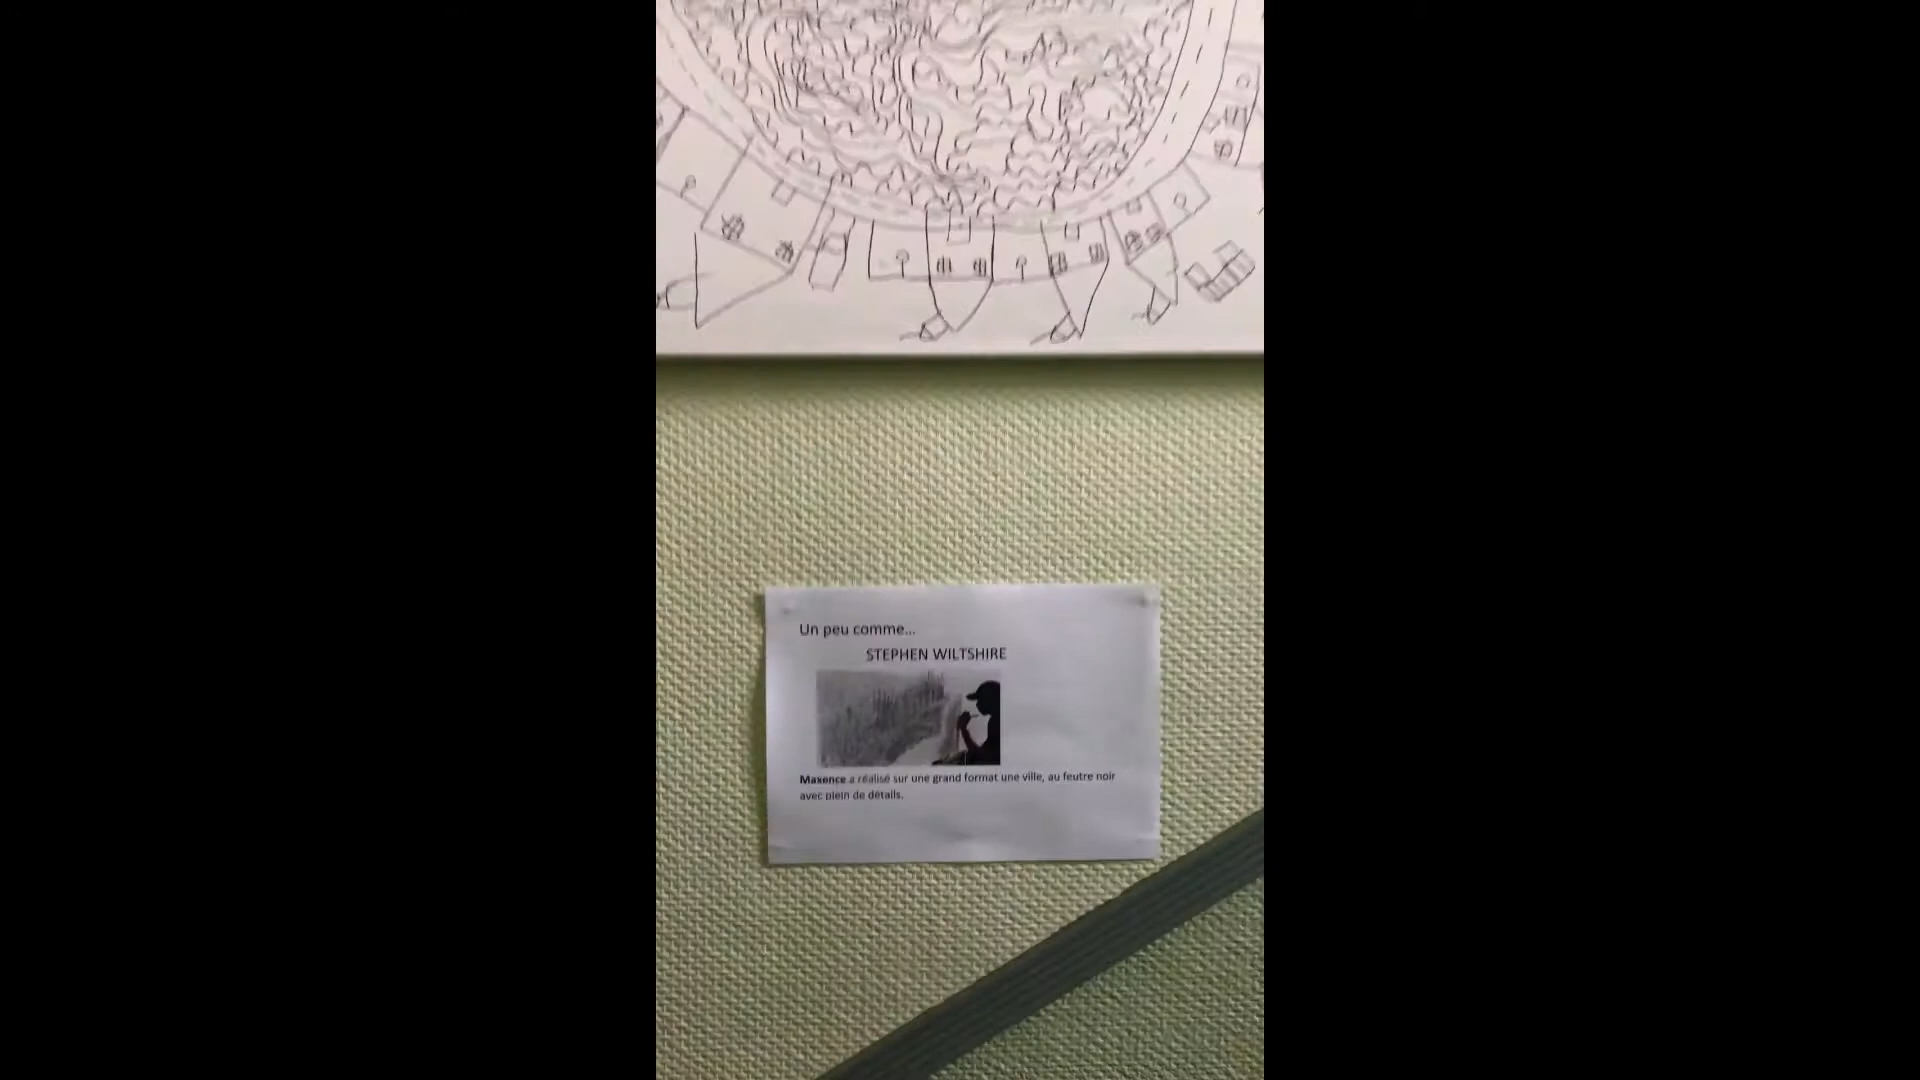 Un peu comme...
STEPHEN WILTSHIRE
Maxence a réalisé sur une grand format une ville, au feutre noir
avec plein de détails.